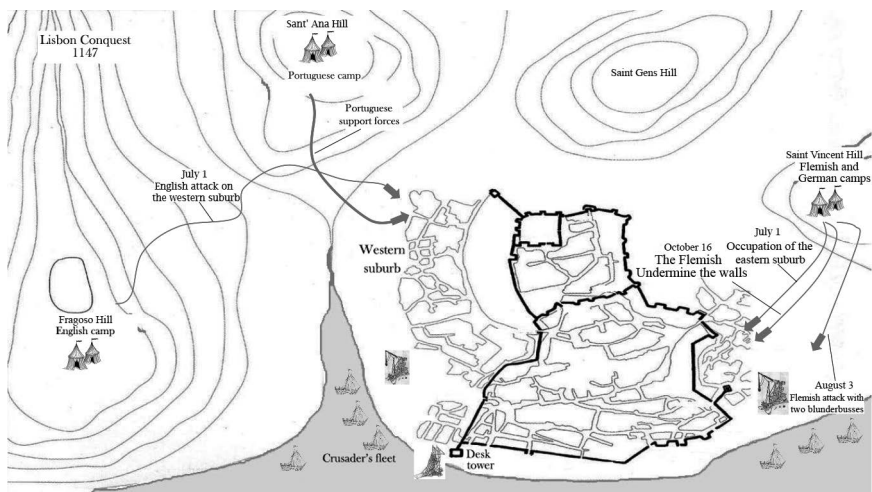 Lisbon Conquest
1147
Sant' Ana Hill
Portuguese camp
Portuguese
support forces
Saint Gens Hill
July 1
English attack on
the western suburb
Saint Vincent Hill
Flemish and
German camps
Western
suburb
October 16
The Flemish
Undermine the walls
July 1
Occupation of the
eastern suburb
Fragoso Hill
English camp
August 3
Flemish attack with
two blunderbusses
Crusader's fleet
Desk
tower